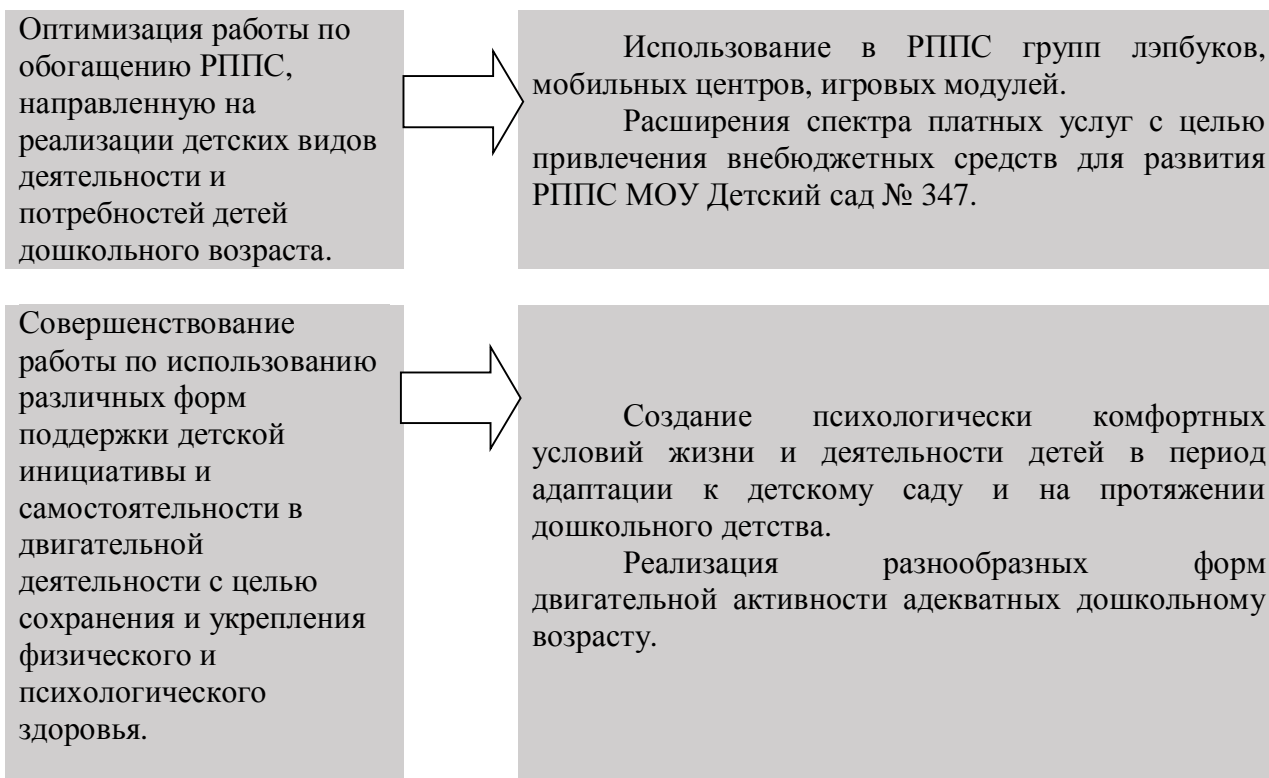 Оптимизация работы по
обогащению РППС,
направленную на
реализации детских видов
деятельности и
потребностей детей
дошкольного возраста.
Использование в РППС групп лэпбуков,
мобильных центров, игровых модулей.
Расширения спектра платных услуг с целью
привлечения внебюджетных средств для развития
РППС МОУ Детский сад № 347.
Совершенствование
работы по использованию
различных форм
поддержки детской
инициативы и
самостоятельности в
двигательной
деятельности с целью
сохранения и укрепления
физического и
психологического
здоровья.
Создание психологически комфортных
условий жизни и деятельности детей в период
адаптации к детскому саду и на протяжении
дошкольного детства.
Реализация разнообразных форм
двигательной активности адекватных дошкольному
возрасту.